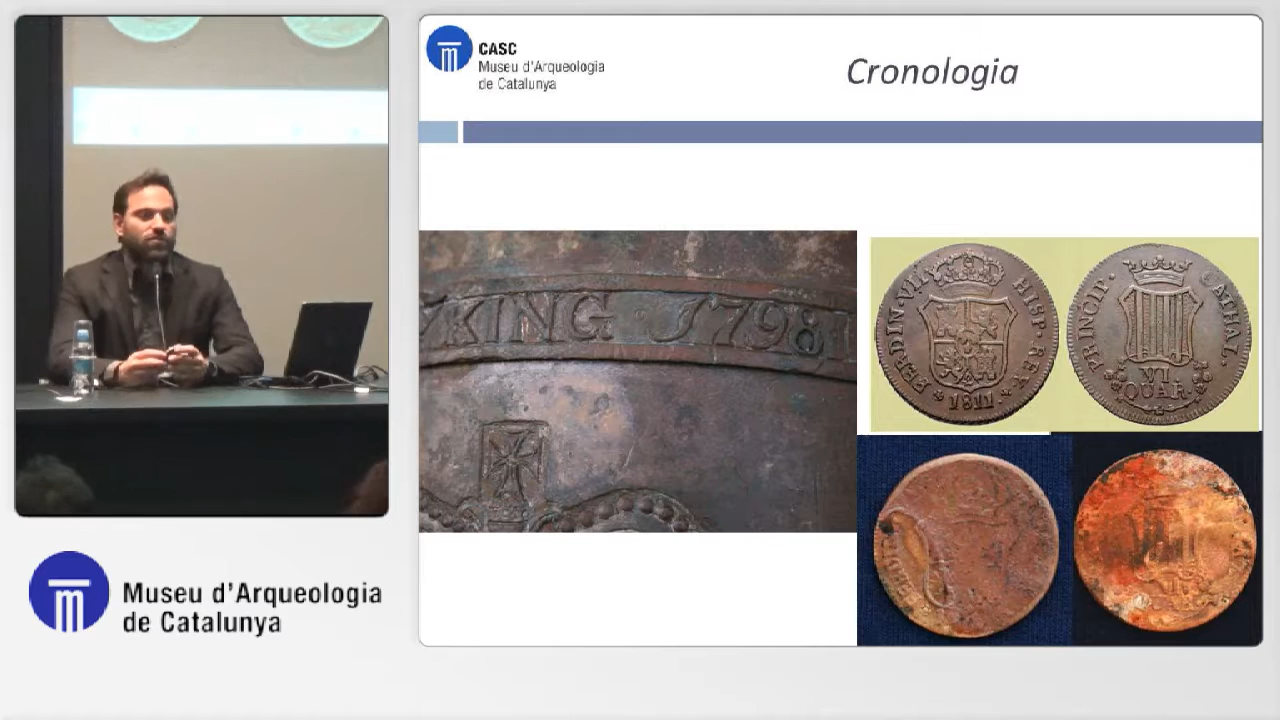 CASC
Museu d'Arqueologia
de Catalunya
Cronologia
KING 1798
FERDIN·VII HISP·REX
1811
PRINCIP· CATHAL·
VI
QUAR·
Museu d'Arqueologia
de Catalunya